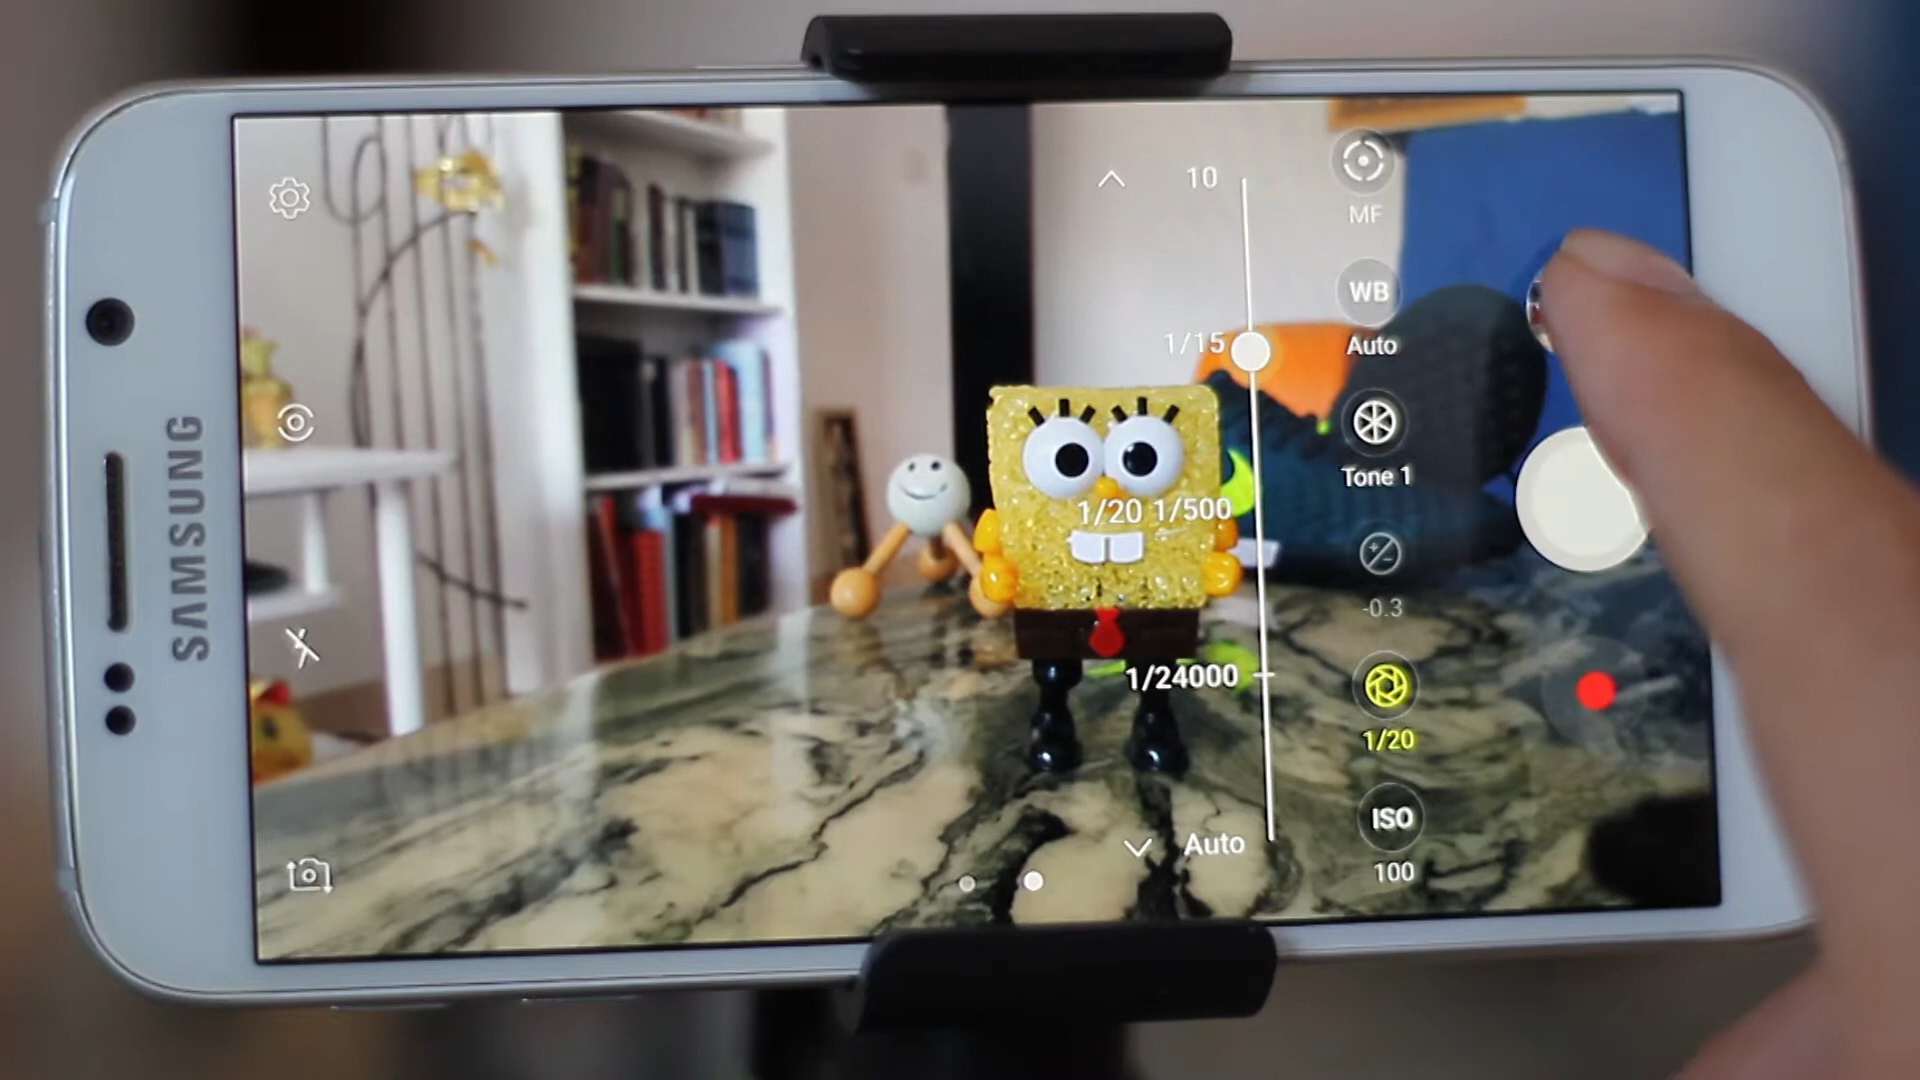 SAMSUNG
10
MF
WB
1/15
Auto
Tone 1
1/20 1/500
-0.3
1/24000
1/20
ISO
Auto
100